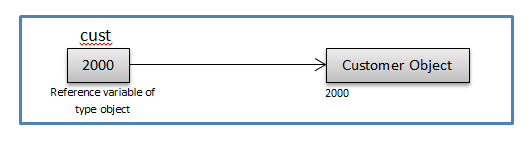 cust
2000
Customer Object
Reference variable of
type object
2000